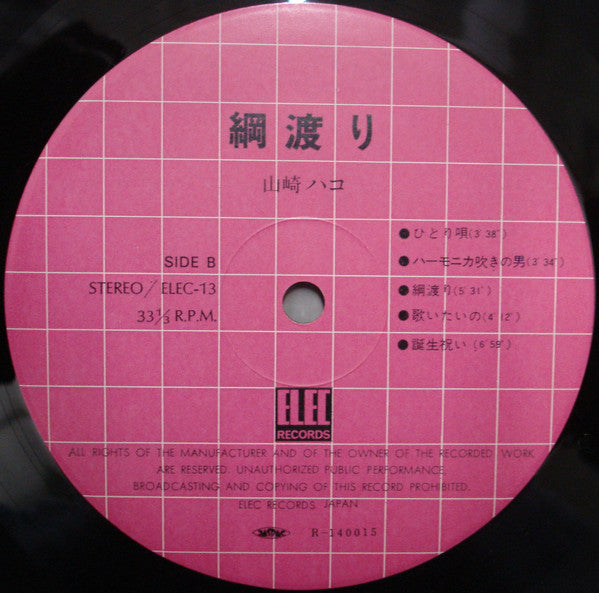 綱渡り
山崎ハコ
SIDE B
STEREO/ELEC-13
33 1/3 R.P.M.
●ひとり唄(3'38")
●ハーモニカ吹きの男(3'34")
●綱渡り(5'31")
●歌いたいの(4'12")
●誕生祝い(6'59")
ELEC
RECORDS
ALL RIGHTS OF THE MANUFACTURER AND OF THE OWNER OF THE RECORDED WORK
ARE RESERVED. UNAUTHORIZED PUBLIC PERFORMANCE
BROADCASTING AND COPYING OF THIS RECORD PROHIBITED.
ELEC RECORDS JAPAN
R-140015